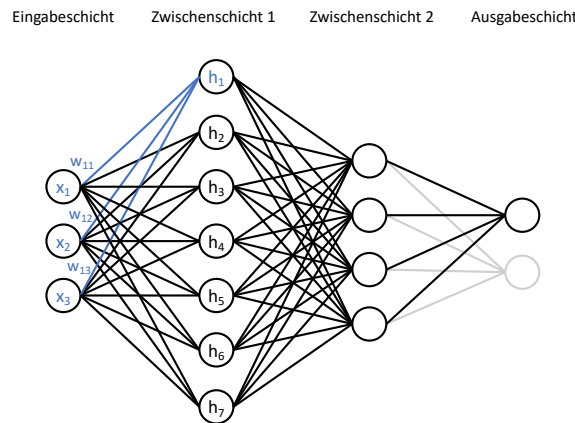 Eingabeschicht Zwischenschicht 1 Zwischenschicht 2 Ausgabeschicht
h₁
h₂
w₁₁
x₁
h₃
w₁₂
x₂
h₄
w₁₃
x₃
h₅
h₆
h₇